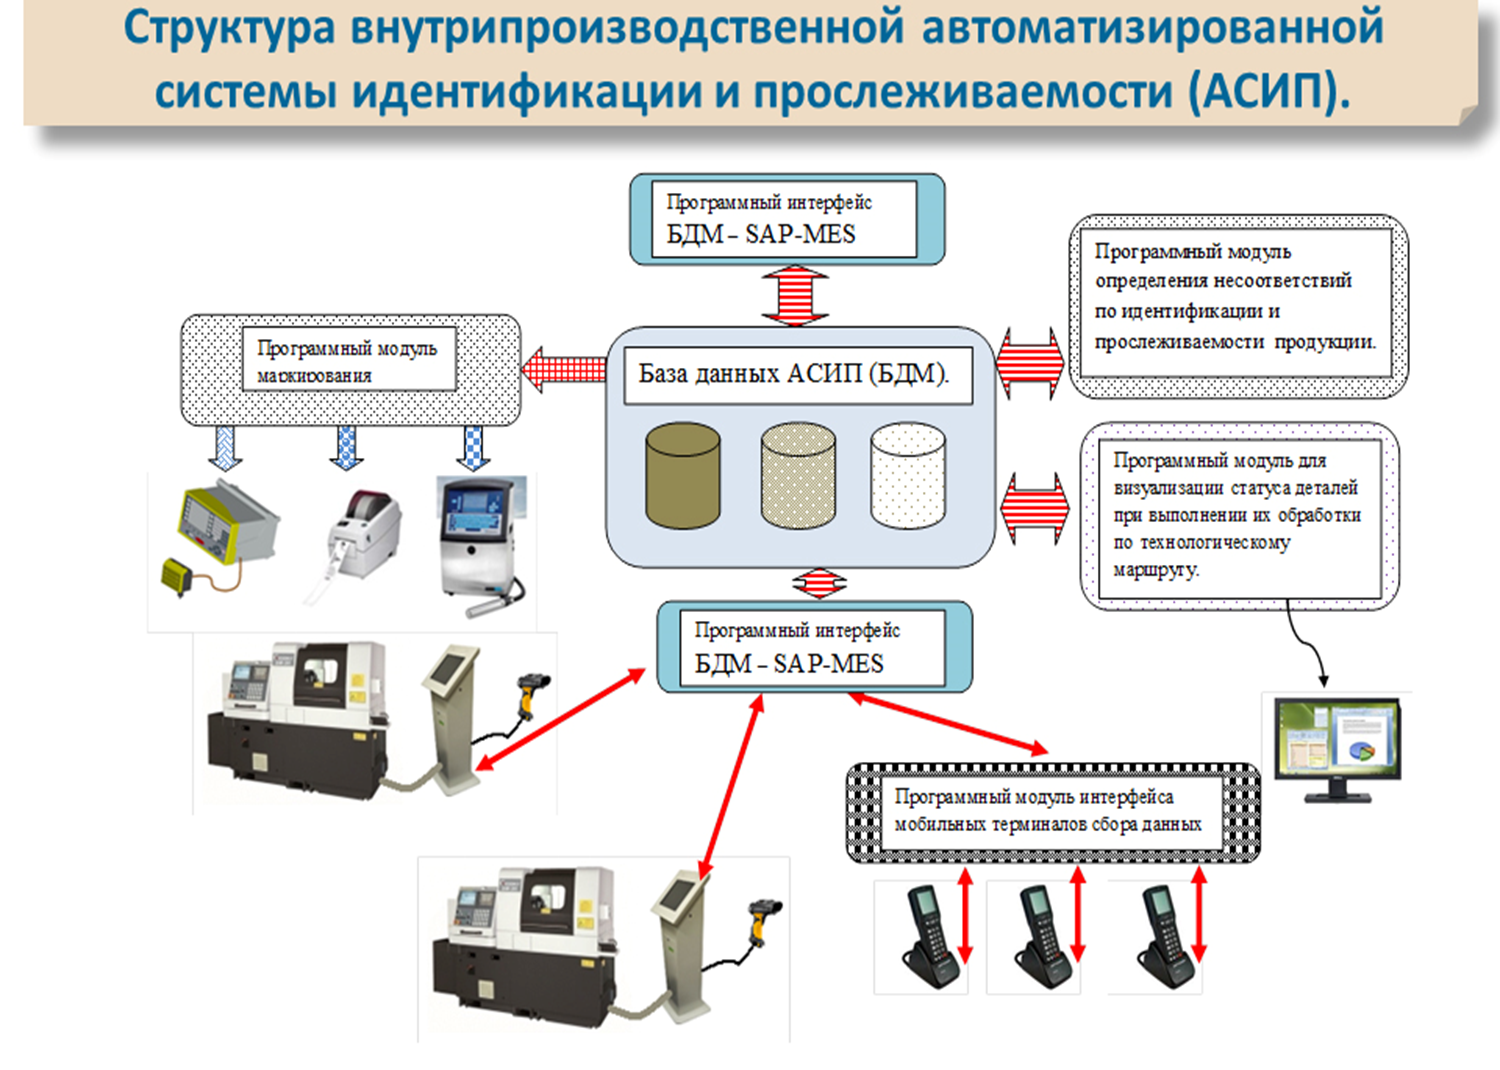 Структура внутрипроизводственной автоматизированной
системы идентификации и прослеживаемости (АСИП).
Программный интерфейс
БДМ – SAP-MES
Программный модуль
определения несоответствий
по идентификации и
прослеживаемости продукции.
Программный модуль
маркирования
База данных АСИП (БДМ).
Программный модуль для
визуализации статуса деталей
при выполнении их обработки
по технологическому
маршруту.
Программный интерфейс
БДМ – SAP-MES
Программный модуль интерфейса
мобильных терминалов сбора данных